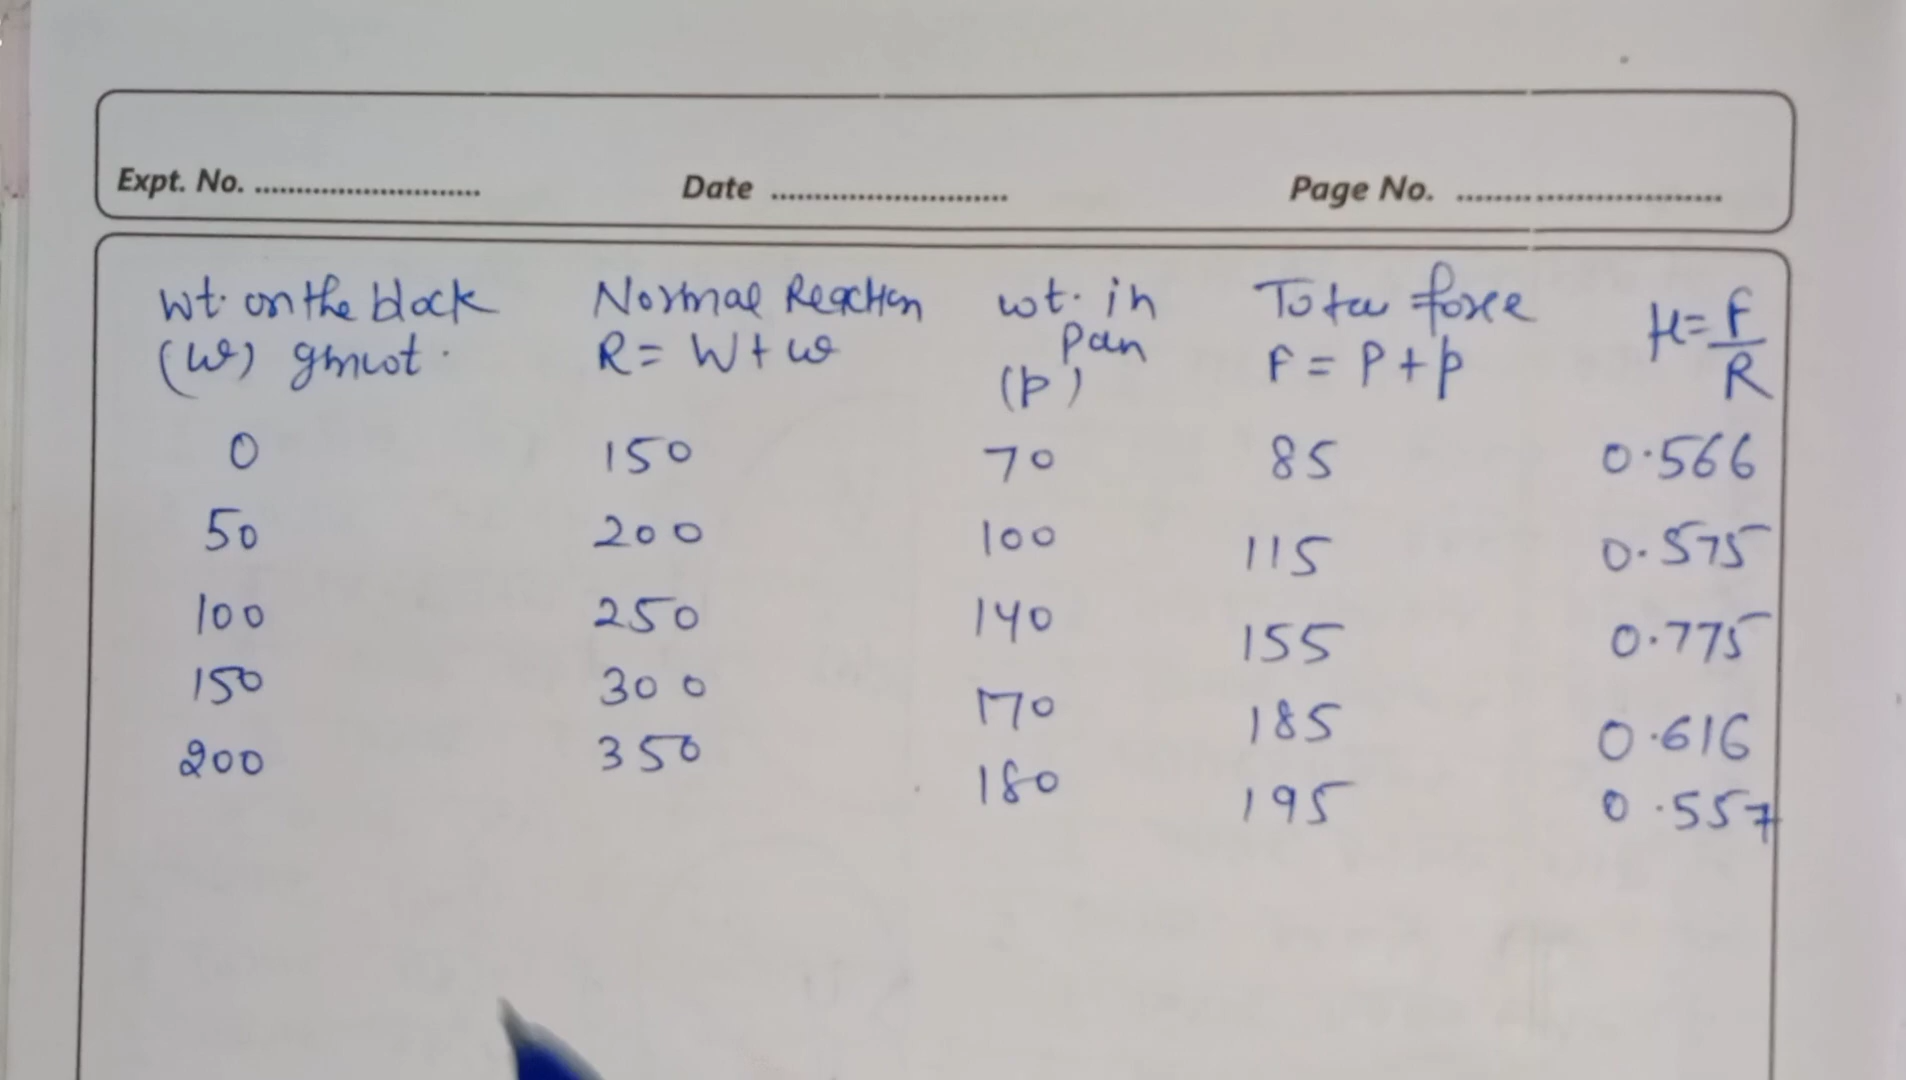 Expt. No. ............................ Date ............................ Page No. ................................
wt. on the block Normal Reaction wt. in Total force μ = F/R
(w) gmwt. R = W + w Pan F = P + p
(p)
0 150 70 85 0.566
50 200 100 115 0.575
100 250 140 155 0.775
150 300 170 185 0.616
200 350 180 195 0.557